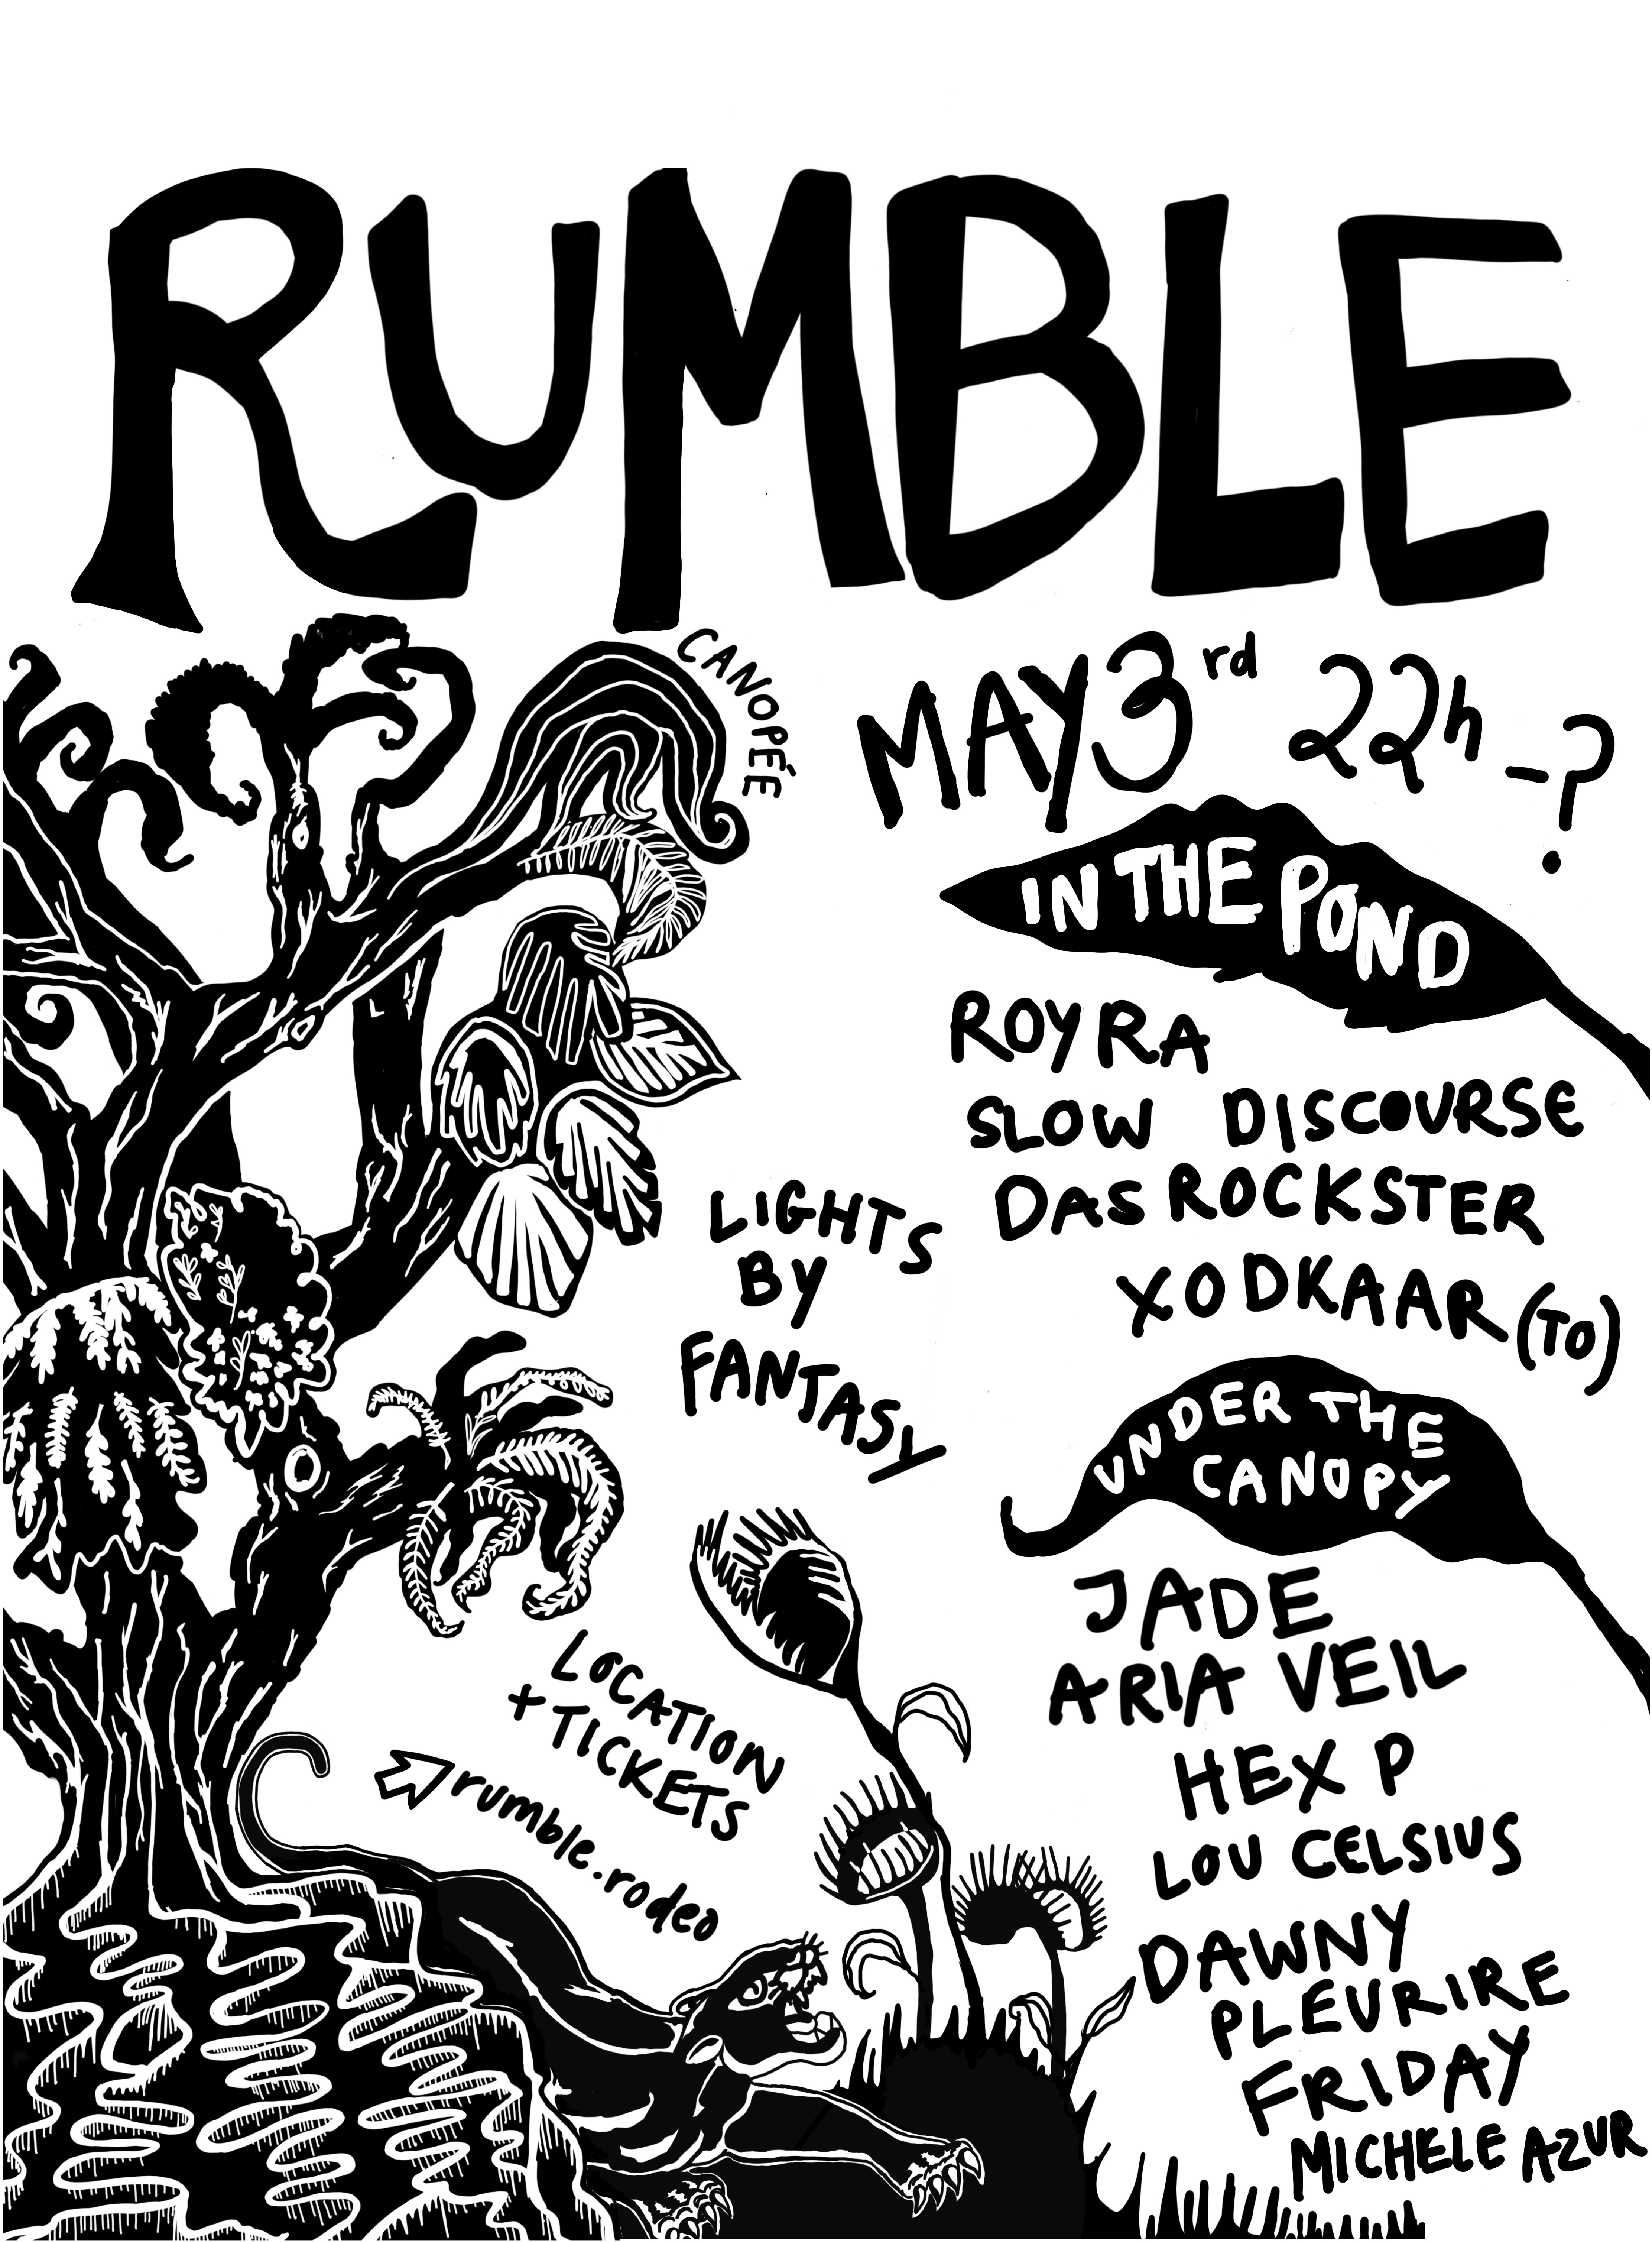 RUMBLE
CANOPÉE
MAY 3rd 22h -?
IN THE POND
ROYRA
SLOW DISCOURSE
DAS ROCKSTER
XODKAAR (TO)
LIGHTS
BY
FANTASY
UNDER THE
CANOPY
JADE
ARIA VEIL
HEX P
LOU CELSIUS
DAWNY
PLEURIRE
FRIDAY
MICHELE AZUR
LOCATION
+TICKETS
rumble.rodeo